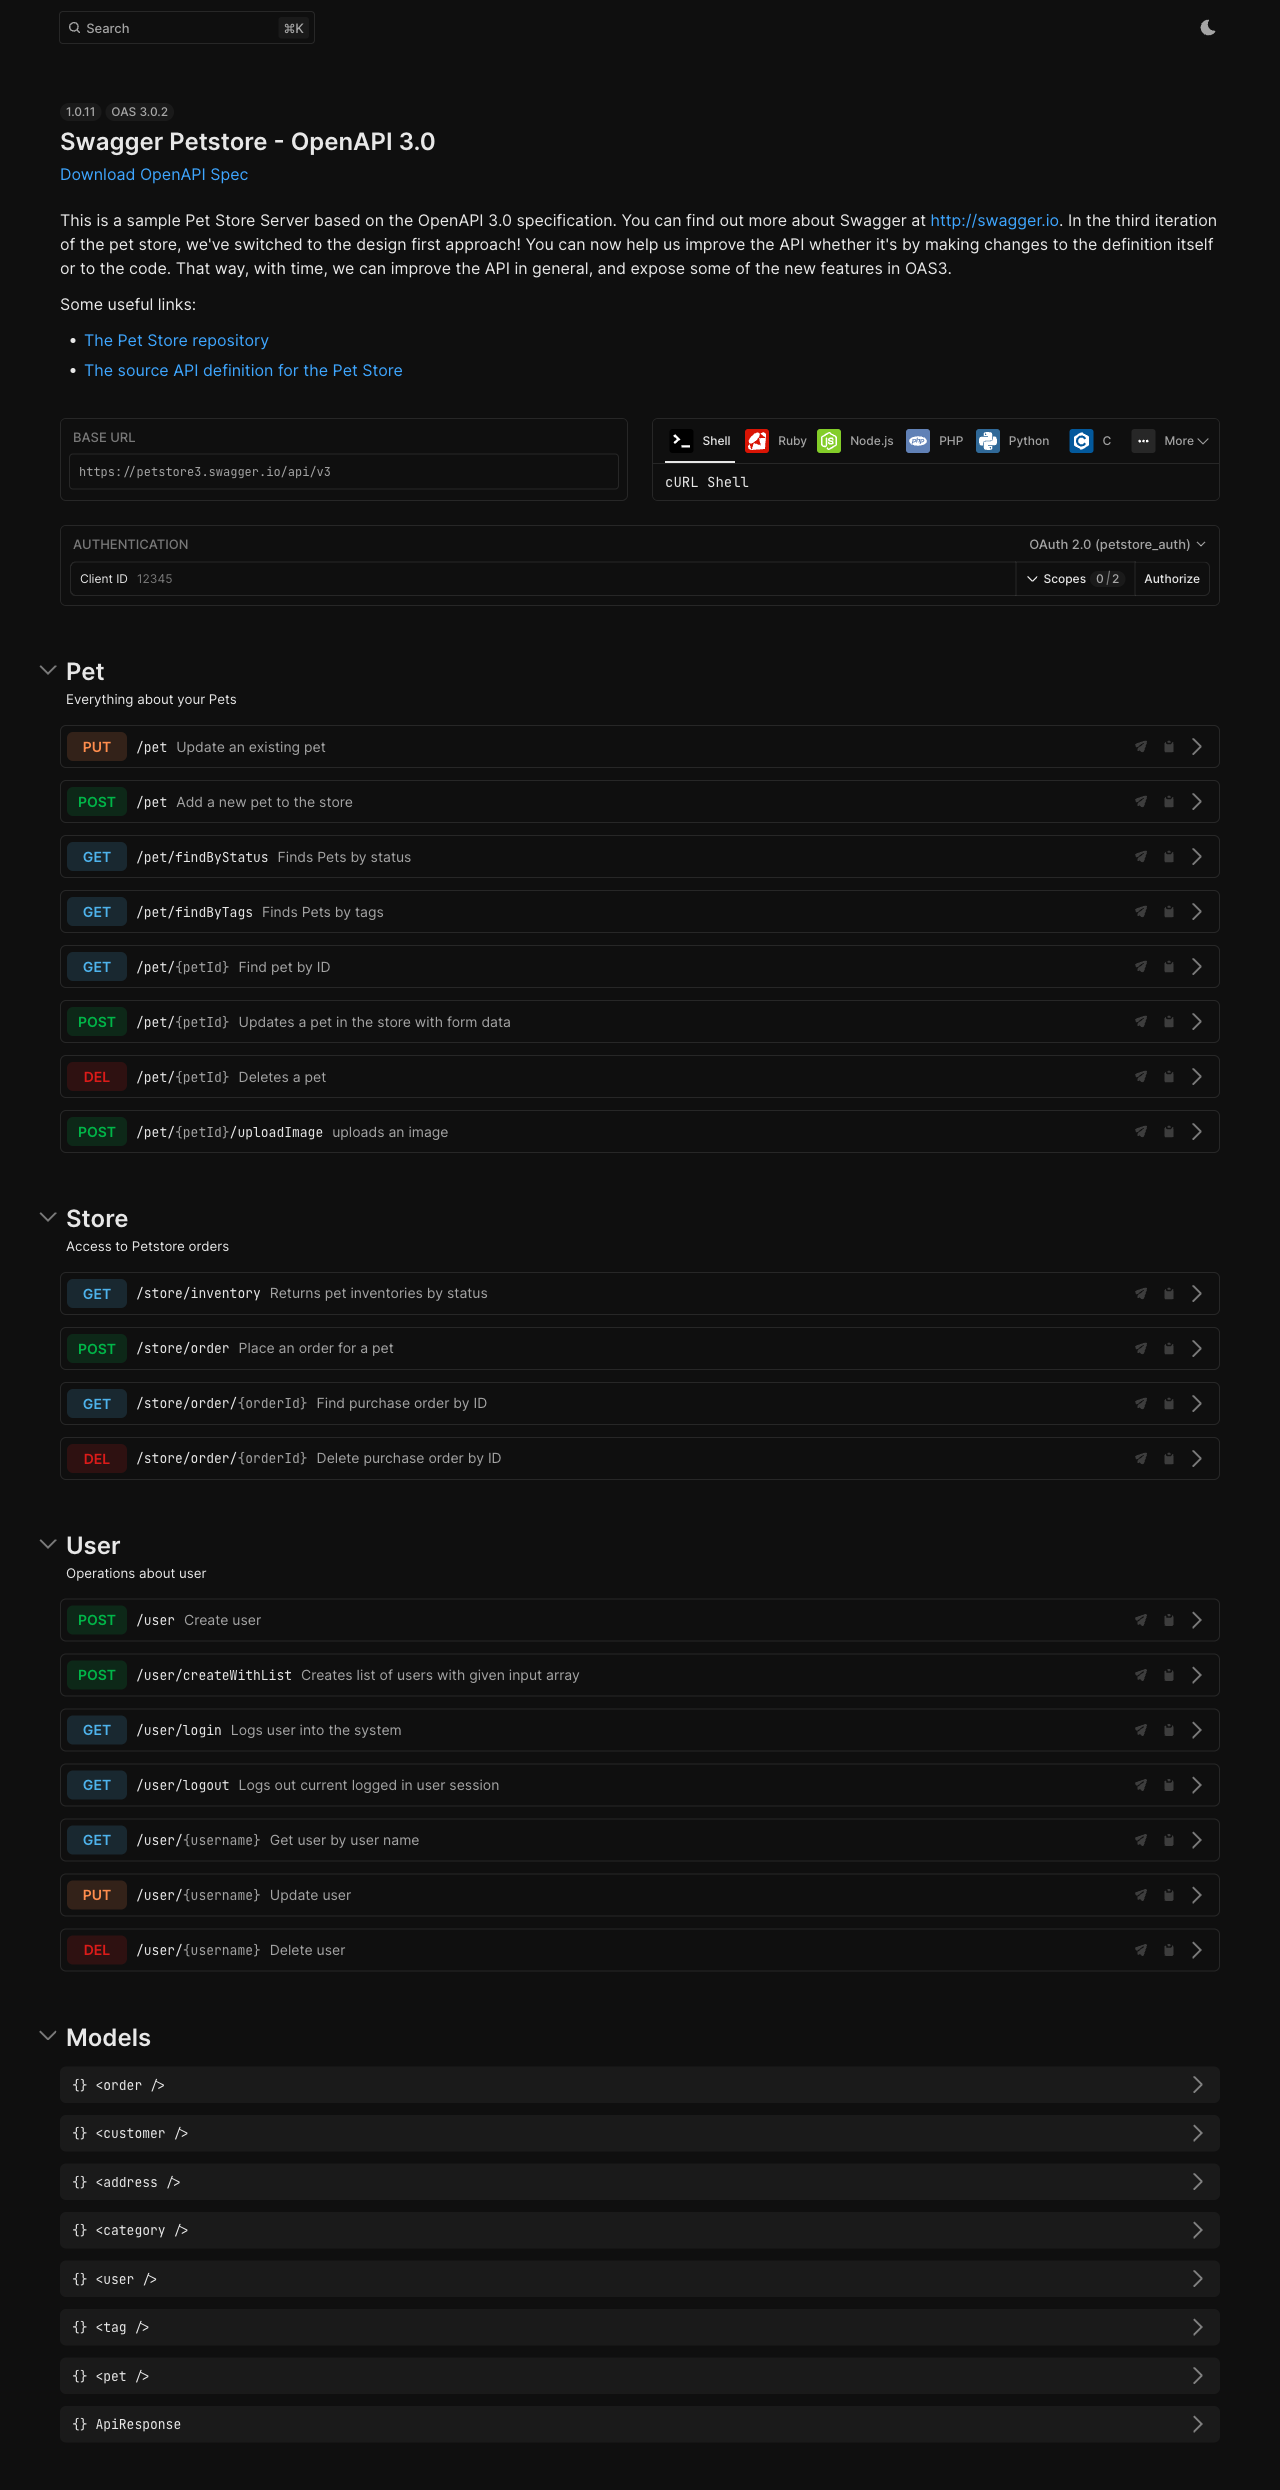 Search ⌘K
1.0.11 OAS 3.0.2
Swagger Petstore - OpenAPI 3.0
Download OpenAPI Spec
This is a sample Pet Store Server based on the OpenAPI 3.0 specification. You can find out more about Swagger at http://swagger.io. In the third iteration
of the pet store, we've switched to the design first approach! You can now help us improve the API whether it's by making changes to the definition itself
or to the code. That way, with time, we can improve the API in general, and expose some of the new features in OAS3.
Some useful links:
• The Pet Store repository
• The source API definition for the Pet Store
BASE URL
https://petstore3.swagger.io/api/v3
Shell Ruby Node.js PHP Python C More
cURL Shell
AUTHENTICATION OAuth 2.0 (petstore_auth)
Client ID 12345 Scopes 0/2 Authorize
Pet
Everything about your Pets
PUT /pet Update an existing pet
POST /pet Add a new pet to the store
GET /pet/findByStatus Finds Pets by status
GET /pet/findByTags Finds Pets by tags
GET /pet/{petId} Find pet by ID
POST /pet/{petId} Updates a pet in the store with form data
DEL /pet/{petId} Deletes a pet
POST /pet/{petId}/uploadImage uploads an image
Store
Access to Petstore orders
GET /store/inventory Returns pet inventories by status
POST /store/order Place an order for a pet
GET /store/order/{orderId} Find purchase order by ID
DEL /store/order/{orderId} Delete purchase order by ID
User
Operations about user
POST /user Create user
POST /user/createWithList Creates list of users with given input array
GET /user/login Logs user into the system
GET /user/logout Logs out current logged in user session
GET /user/{username} Get user by user name
PUT /user/{username} Update user
DEL /user/{username} Delete user
Models
{} <order />
{} <customer />
{} <address />
{} <category />
{} <user />
{} <tag />
{} <pet />
{} ApiResponse